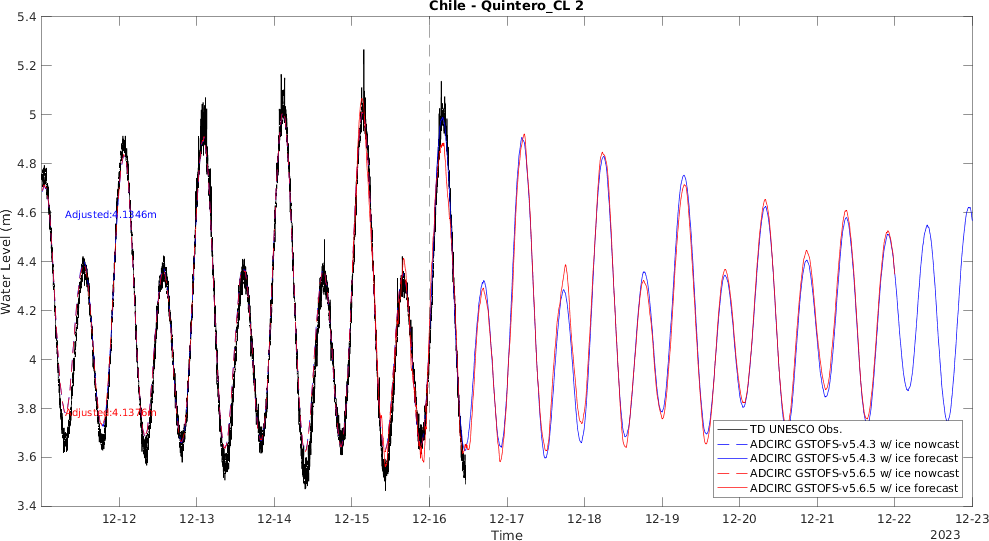 Chile - Quintero_CL 2
5.4
5.2
5
4.8
4.6
4.4
4.2
4
3.8
3.6
3.4
Water Level (m)
Adjusted:4.1346m
Adjusted:4.1376m
TD UNESCO Obs.
ADCIRC GSTOFS-v5.4.3 w/ ice nowcast
ADCIRC GSTOFS-v5.4.3 w/ ice forecast
ADCIRC GSTOFS-v5.6.5 w/ ice nowcast
ADCIRC GSTOFS-v5.6.5 w/ ice forecast
12-12 12-13 12-14 12-15 12-16 12-17 12-18 12-19 12-20 12-21 12-22 12-23
Time
2023